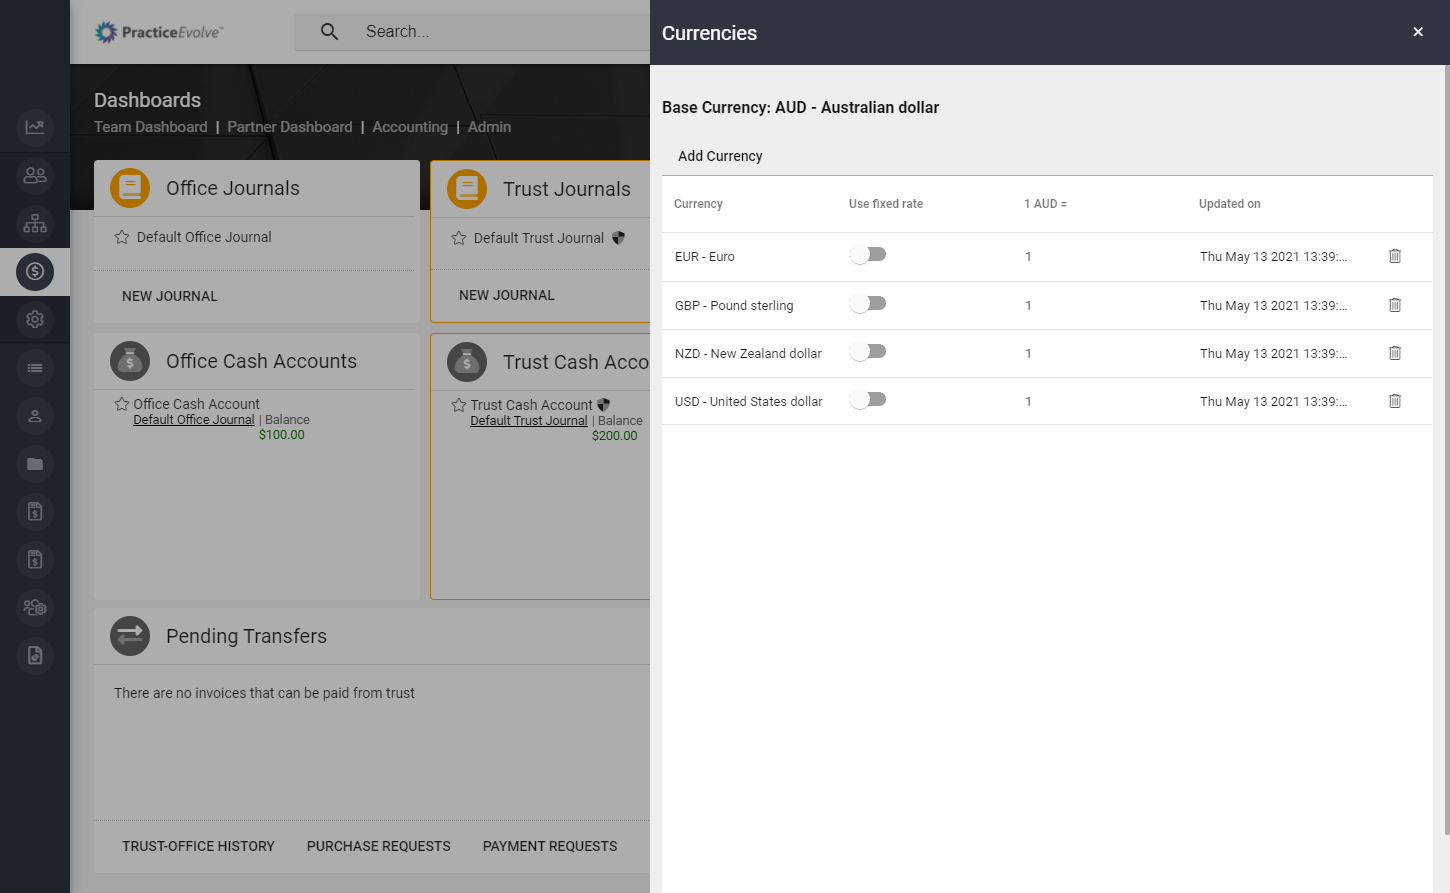 PracticeEvolve™
Search...
Dashboards
Team Dashboard | Partner Dashboard | Accounting | Admin
Office Journals
Default Office Journal
NEW JOURNAL
Trust Journals
Default Trust Journal
NEW JOURNAL
Office Cash Accounts
Office Cash Account
Default Office Journal | Balance
$100.00
Trust Cash Acco
Trust Cash Account
Default Trust Journal | Balance
$200.00
Pending Transfers
There are no invoices that can be paid from trust
TRUST-OFFICE HISTORY PURCHASE REQUESTS PAYMENT REQUESTS
Currencies
Base Currency: AUD - Australian dollar
Add Currency
Currency Use fixed rate 1 AUD = Updated on
EUR - Euro 1 Thu May 13 2021 13:39:...
GBP - Pound sterling 1 Thu May 13 2021 13:39:...
NZD - New Zealand dollar 1 Thu May 13 2021 13:39:...
USD - United States dollar 1 Thu May 13 2021 13:39:...